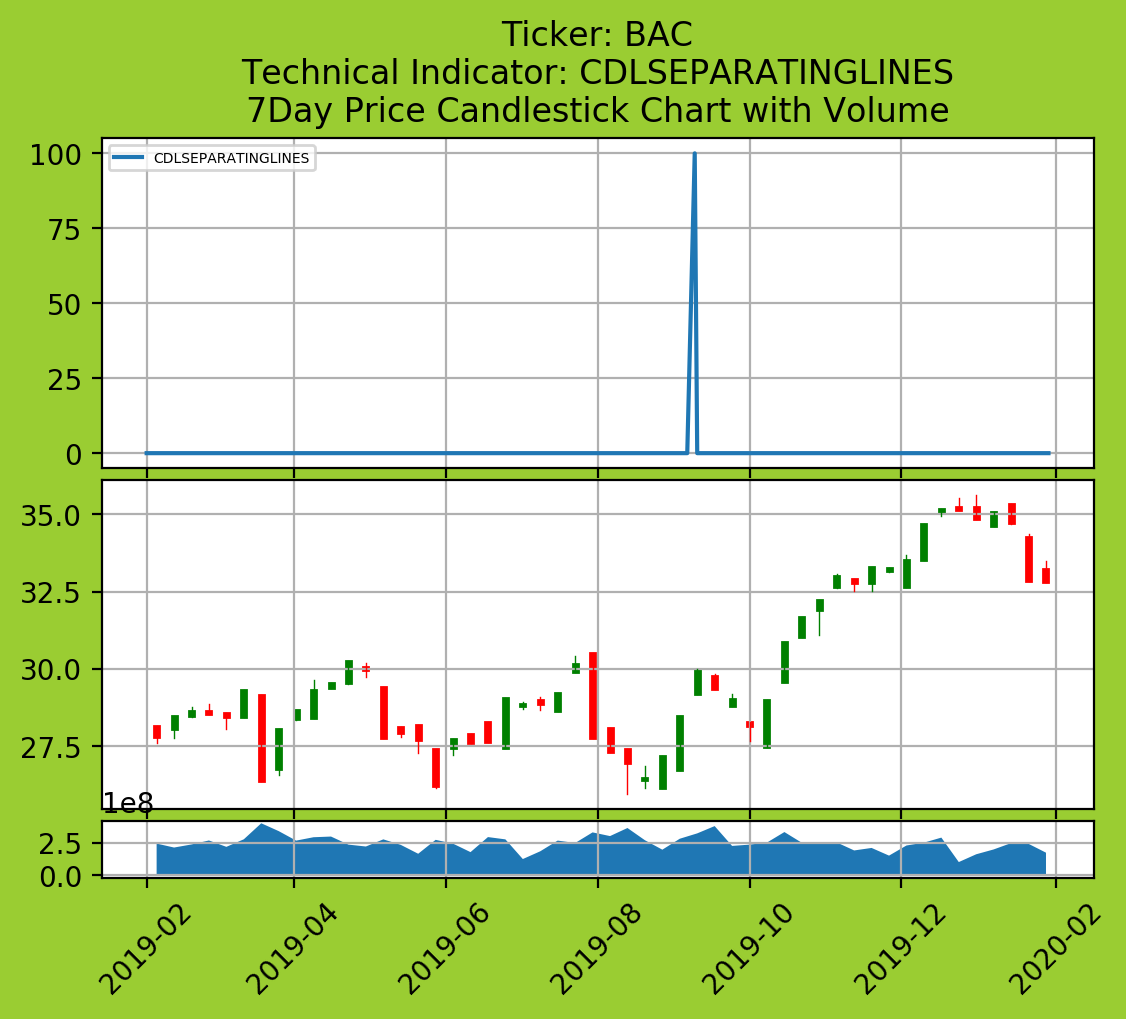 Ticker: BAC
Technical Indicator: CDLSEPARATINGLINES
7Day Price Candlestick Chart with Volume
CDLSEPARATINGLINES
100
75
50
25
0
35.0
32.5
30.0
27.5
1e8
2.5
0.0
2019-02 2019-04 2019-06 2019-08 2019-10 2019-12 2020-02